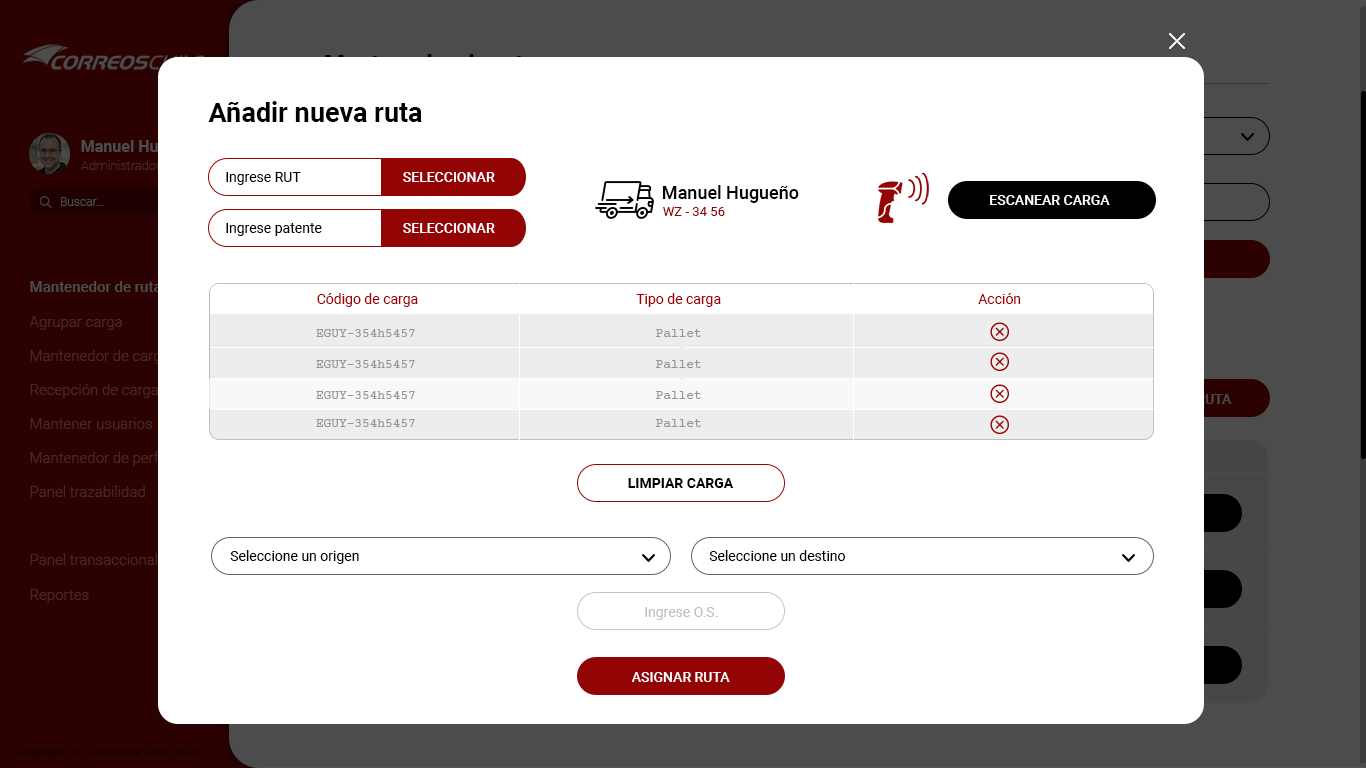 CORREOSCHILE
Manuel Hu
Administrador
Buscar...
Mantenedor de ruta
Agrupar carga
Mantenedor de carg
Recepción de carga
Mantener usuarios
Mantenedor de perf
Panel trazabilidad
Panel transaccional
Reportes
Añadir nueva ruta
Ingrese RUT
SELECCIONAR
Ingrese patente
SELECCIONAR
Manuel Hugueño
WZ - 34 56
ESCANEAR CARGA
Código de carga Tipo de carga Acción
EGUY-354h5457 Pallet
EGUY-354h5457 Pallet
EGUY-354h5457 Pallet
EGUY-354h5457 Pallet
LIMPIAR CARGA
Seleccione un origen
Seleccione un destino
Ingrese O.S.
ASIGNAR RUTA
UTA